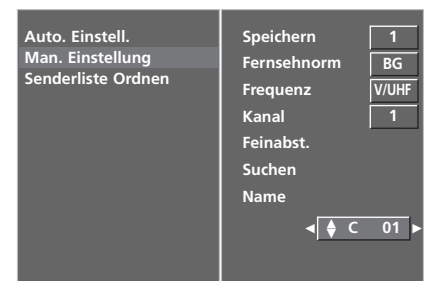 Auto. Einstell.
Man. Einstellung
Senderliste Ordnen
Speichern 1
Fernsehnorm BG
Frequenz V/UHF
Kanal 1
Feinabst.
Suchen
Name
C 01